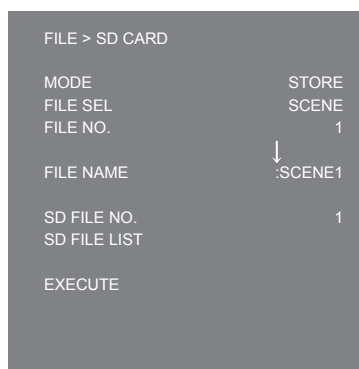 FILE > SD CARD
MODE STORE
FILE SEL SCENE
FILE NO. 1
↓
FILE NAME :SCENE1
SD FILE NO. 1
SD FILE LIST
EXECUTE